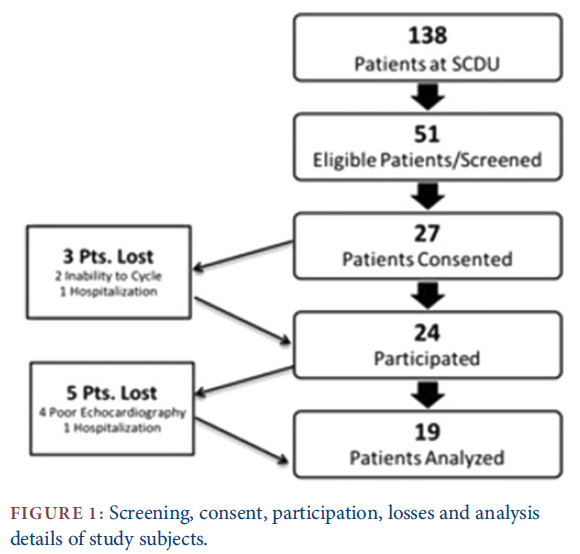 138
Patients at SCDU
51
Eligible Patients/Screened
27
Patients Consented
3 Pts. Lost
2 Inability to Cycle
1 Hospitalization
24
Participated
5 Pts. Lost
4 Poor Echocardiography
1 Hospitalization
19
Patients Analyzed
FIGURE 1: Screening, consent, participation, losses and analysis
details of study subjects.